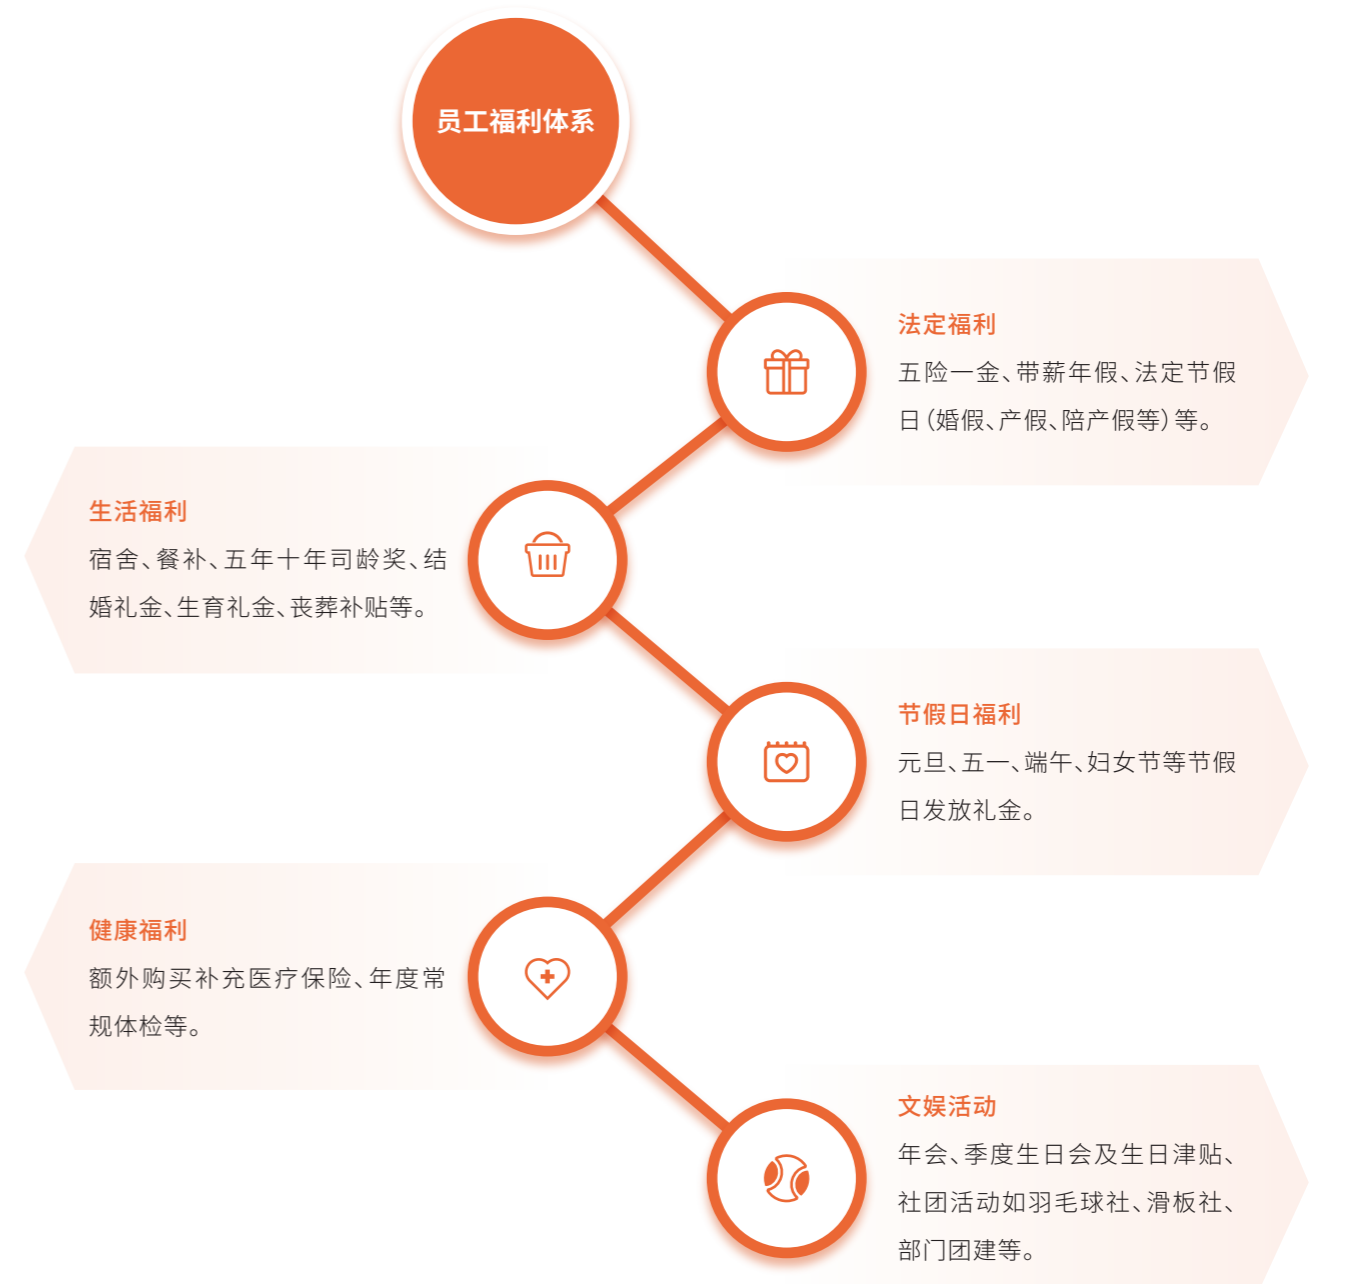 员工福利体系
法定福利
五险一金、带薪年假、法定节假
日（婚假、产假、陪产假等）等。
生活福利
宿舍、餐补、五年十年司龄奖、结
婚礼金、生育礼金、丧葬补贴等。
节假日福利
元旦、五一、端午、妇女节等节假
日发放礼金。
健康福利
额外购买补充医疗保险、年度常
规体检等。
文娱活动
年会、季度生日会及生日津贴、
社团活动如羽毛球社、滑板社、
部门团建等。